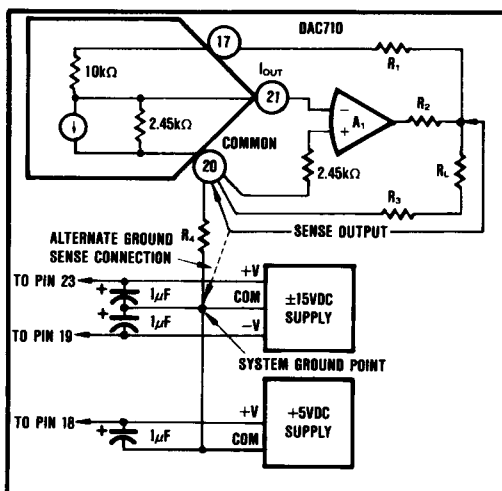 DAC710
17
10kΩ
R₁
I_OUT
21
−
+
A₁
R₂
2.45kΩ
COMMON
20
2.45kΩ
R_L
R₃
R₄
SENSE OUTPUT
ALTERNATE GROUND
SENSE CONNECTION
TO PIN 23
+
1μF
+V
COM
−V
±15VDC
SUPPLY
+
1μF
TO PIN 19
SYSTEM GROUND POINT
TO PIN 18
+
1μF
+V
COM
+5VDC
SUPPLY